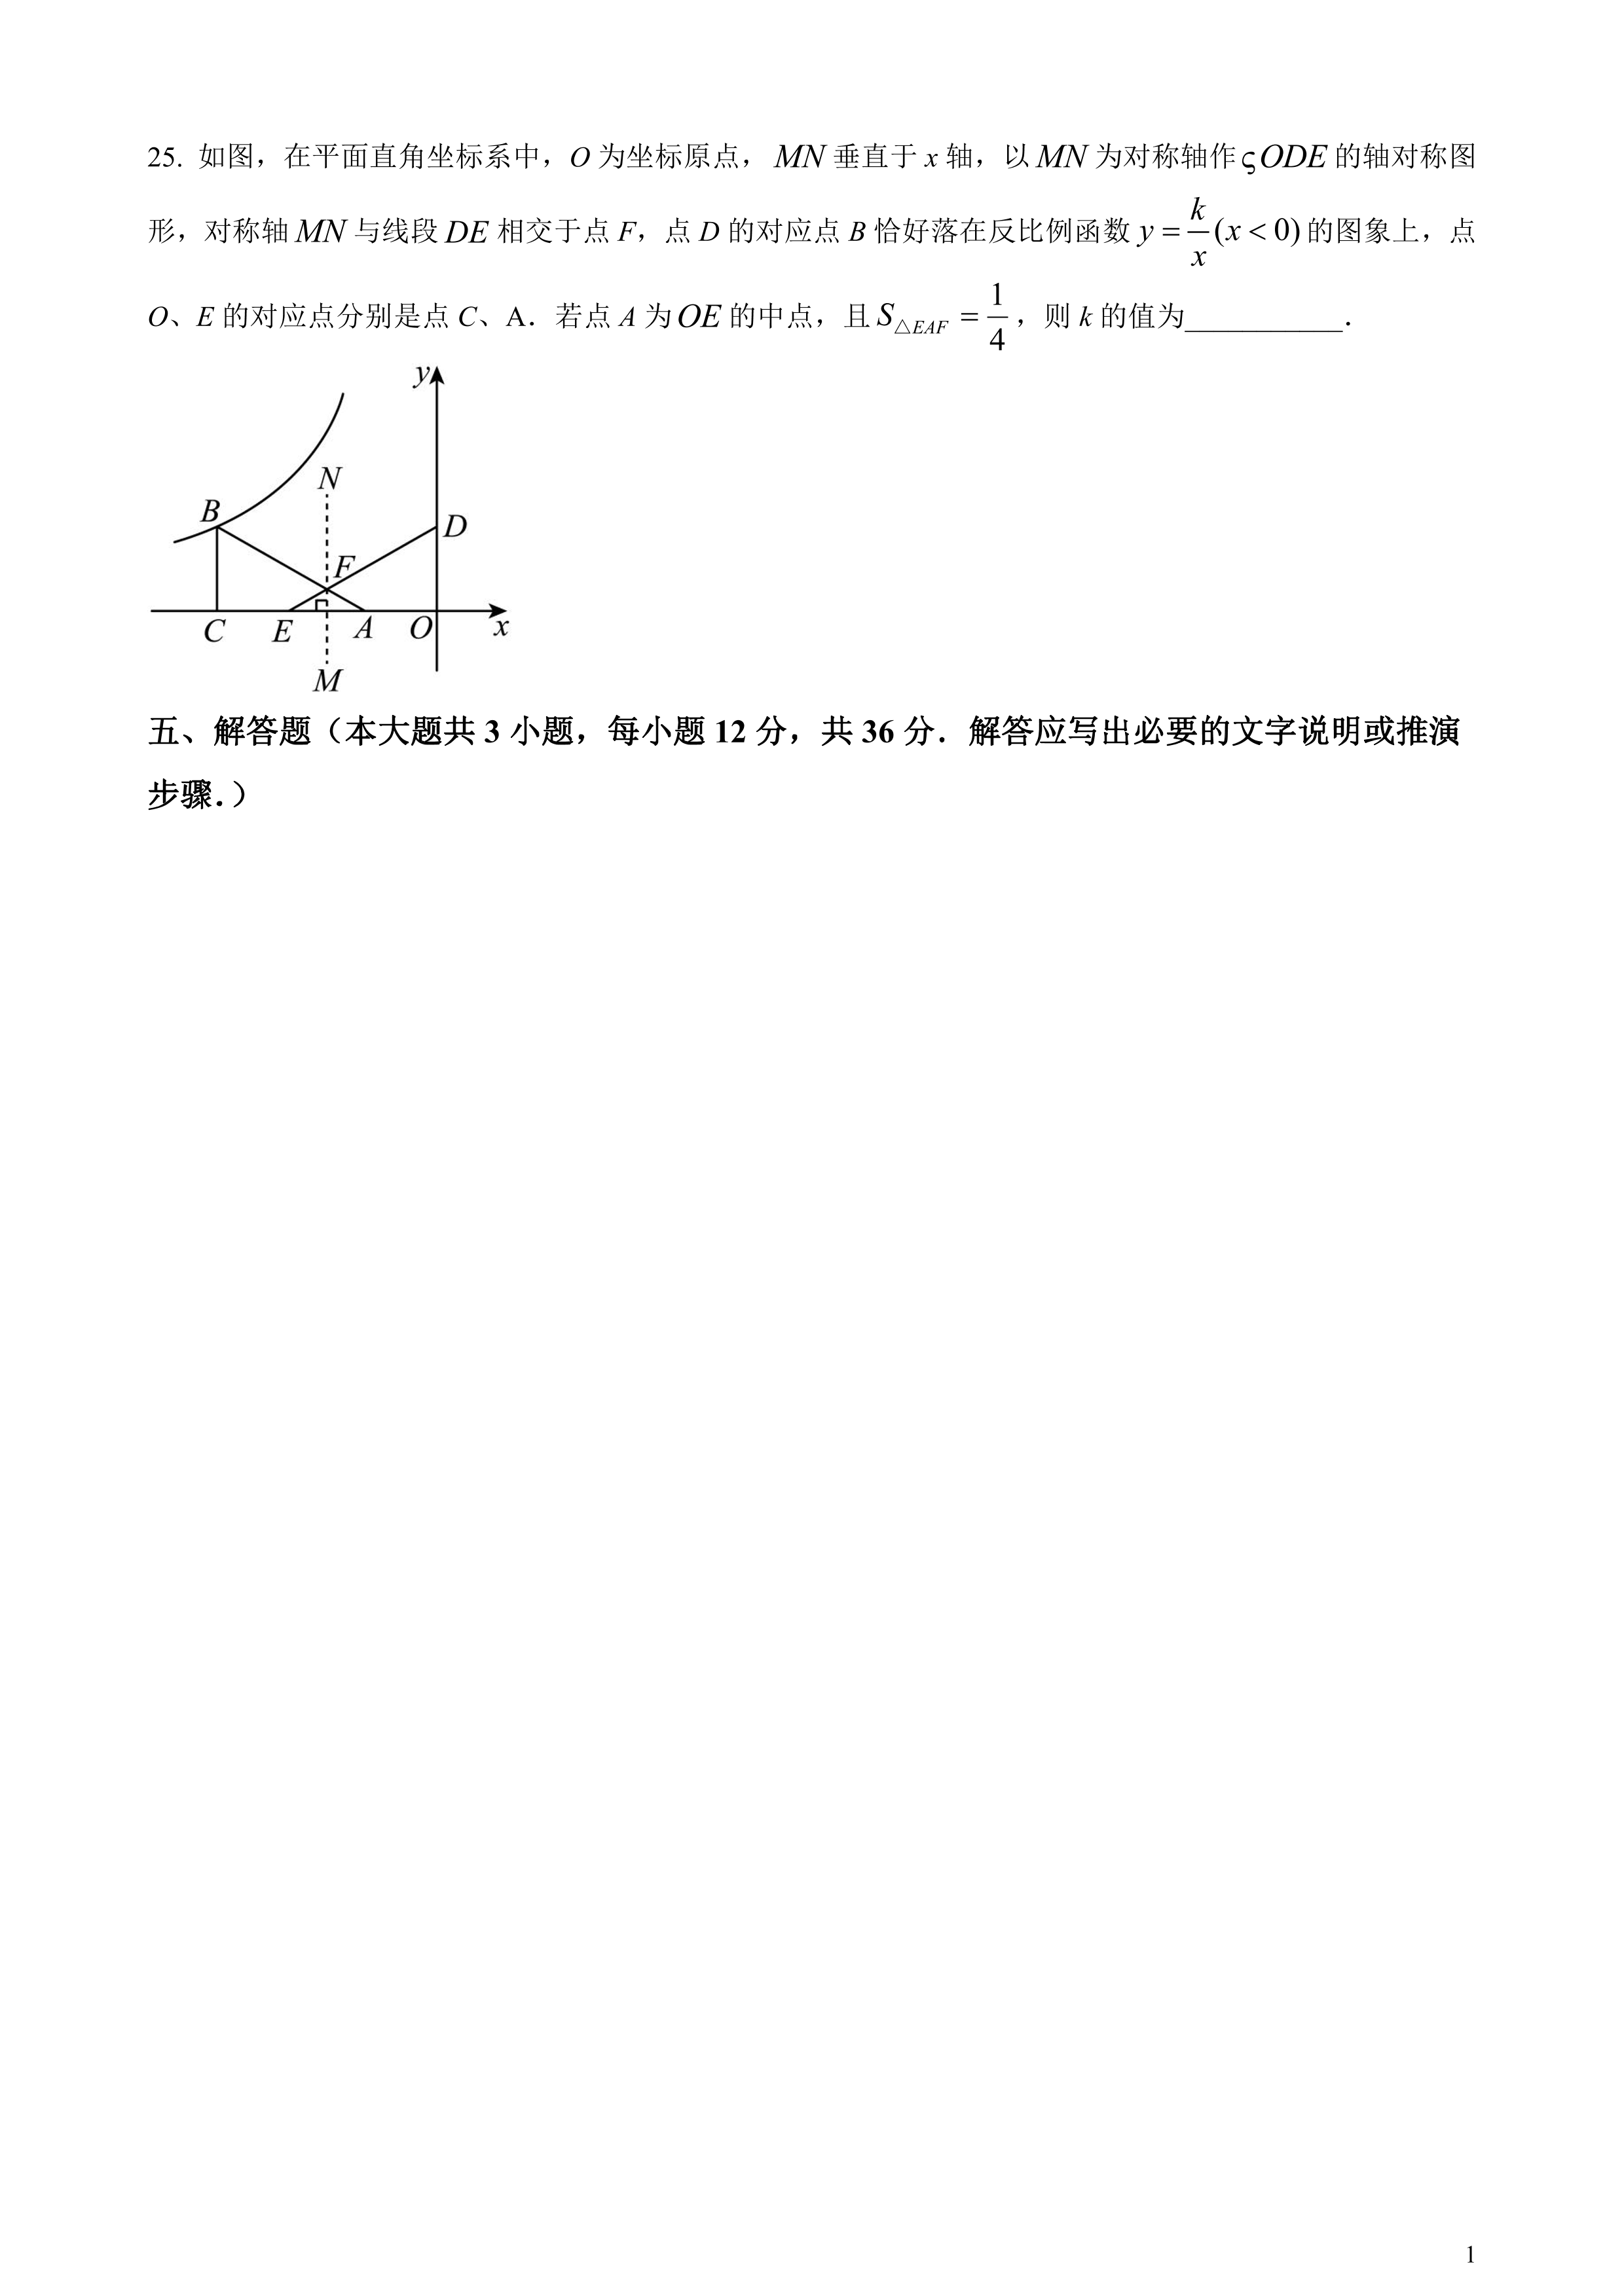 25. 如图，在平面直角坐标系中，O 为坐标原点，MN 垂直于 x 轴，以 MN 为对称轴作 ςODE 的轴对称图
形，对称轴 MN 与线段 DE 相交于点 F，点 D 的对应点 B 恰好落在反比例函数 y = k/x (x < 0) 的图象上，点
O、E 的对应点分别是点 C、A．若点 A 为 OE 的中点，且 S△EAF = 1/4，则 k 的值为___________．
y
N
B
D
F
C E A O x
M
五、解答题（本大题共 3 小题，每小题 12 分，共 36 分．解答应写出必要的文字说明或推演
步骤．）
1